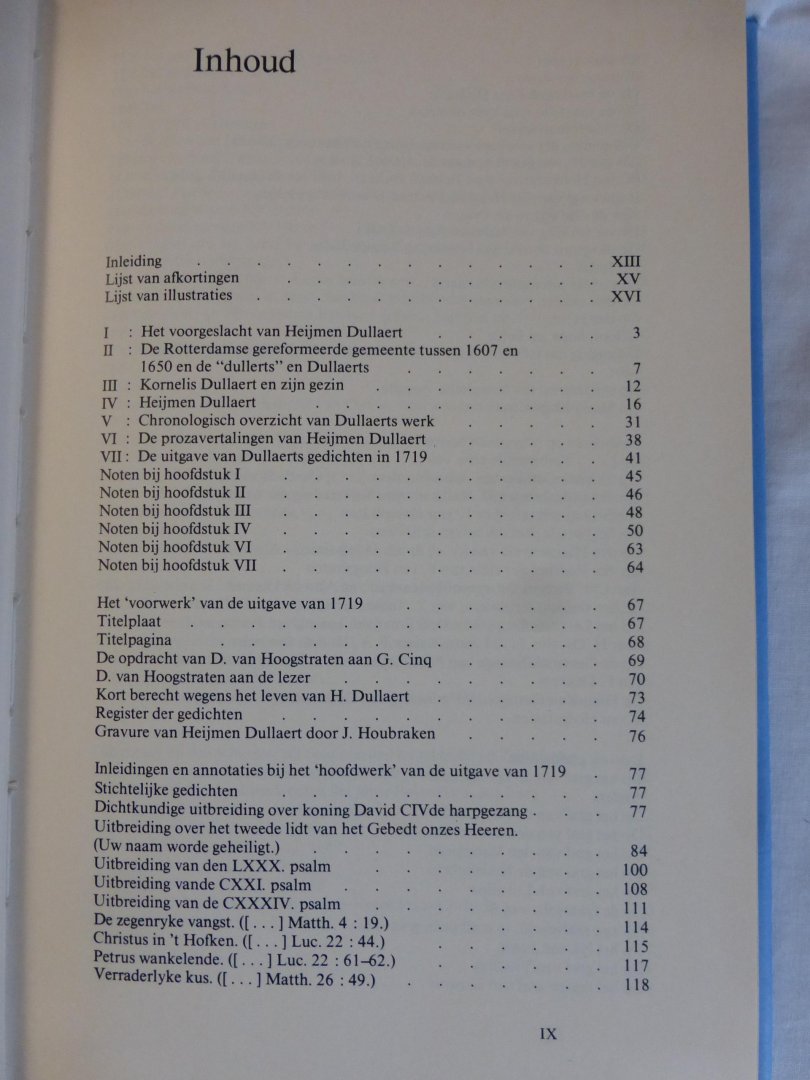 Inhoud
Inleiding . . . . . . . . . . . . . . XIII
Lijst van afkortingen . . . . . . . . . . . XV
Lijst van illustraties . . . . . . . . . . . . XVI
I : Het voorgeslacht van Heijmen Dullaert . . . . . . 3
II : De Rotterdamse gereformeerde gemeente tussen 1607 en
1650 en de “dullerts” en Dullaerts . . . . . . . 7
III : Kornelis Dullaert en zijn gezin . . . . . . . . 12
IV : Heijmen Dullaert . . . . . . . . . . 16
V : Chronologisch overzicht van Dullaerts werk . . . . . 31
VI : De prozavertalingen van Heijmen Dullaert . . . . . . 38
VII : De uitgave van Dullaerts gedichten in 1719 . . . . . 41
Noten bij hoofdstuk I . . . . . . . . . . . 45
Noten bij hoofdstuk II . . . . . . . . . . . 46
Noten bij hoofdstuk III . . . . . . . . . . . 48
Noten bij hoofdstuk IV . . . . . . . . . . . 50
Noten bij hoofdstuk VI . . . . . . . . . . . 63
Noten bij hoofdstuk VII . . . . . . . . . . . 64
Het ‘voorwerk’ van de uitgave van 1719 . . . . . . . 67
Titelplaat . . . . . . . . . . . . . . 67
Titelpagina . . . . . . . . . . . . . 68
De opdracht van D. van Hoogstraten aan G. Cinq . . . . . . 69
D. van Hoogstraten aan de lezer . . . . . . . . . . 70
Kort berecht wegens het leven van H. Dullaert . . . . . . 73
Register der gedichten . . . . . . . . . . . 74
Gravure van Heijmen Dullaert door J. Houbraken . . . . . 76
Inleidingen en annotaties bij het ‘hoofdwerk’ van de uitgave van 1719 . 77
Stichtelijke gedichten . . . . . . . . . . . 77
Dichtkundige uitbreiding over koning David CIVde harpgezang . . . 77
Uitbreiding over het tweede lidt van het Gebedt onzes Heeren.
(Uw naam worde geheiligt.) . . . . . . . . . . 84
Uitbreiding van den LXXX. psalm . . . . . . . . 100
Uitbreiding vande CXXI. psalm . . . . . . . . . 108
Uitbreiding van de CXXXIV. psalm . . . . . . . . 111
De zegenryke vangst. ([ . . . ] Matth. 4 : 19.) . . . . . . . 114
Christus in ’t Hofken. ([ . . . ] Luc. 22 : 44.) . . . . . . 115
Petrus wankelende. ([ . . . ] Luc. 22 : 61–62.) . . . . . . 117
Verraderlyke kus. ([ . . . ] Matth. 26 : 49.) . . . . . . . 118
IX